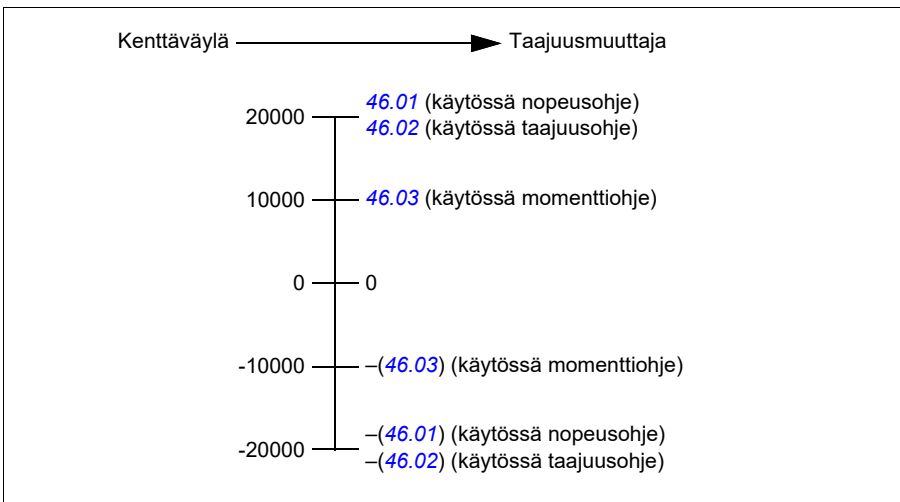 Kenttäväylä Taajuusmuuttaja
46.01 (käytössä nopeusohje)
20000
46.02 (käytössä taajuusohje)
10000 46.03 (käytössä momenttiohje)
0 0
-10000 –(46.03) (käytössä momenttiohje)
–(46.01) (käytössä nopeusohje)
-20000
–(46.02) (käytössä taajuusohje)